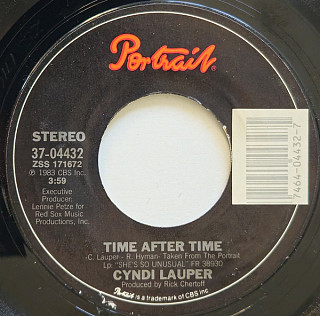 Portrait
STEREO
37-04432
ZSS 171672
℗ 1983 CBS Inc.
3:59
Executive
Producer:
Lennie Petze for
Red Sox Music
Productions, Inc.
7464-04432-7
TIME AFTER TIME
-C. Lauper - R. Hyman- Taken From The Portrait
Lp. "SHE'S SO UNUSUAL" FR 38930
CYNDI LAUPER
Produced by Rick Chertoff
Portrait is a trademark of CBS Inc